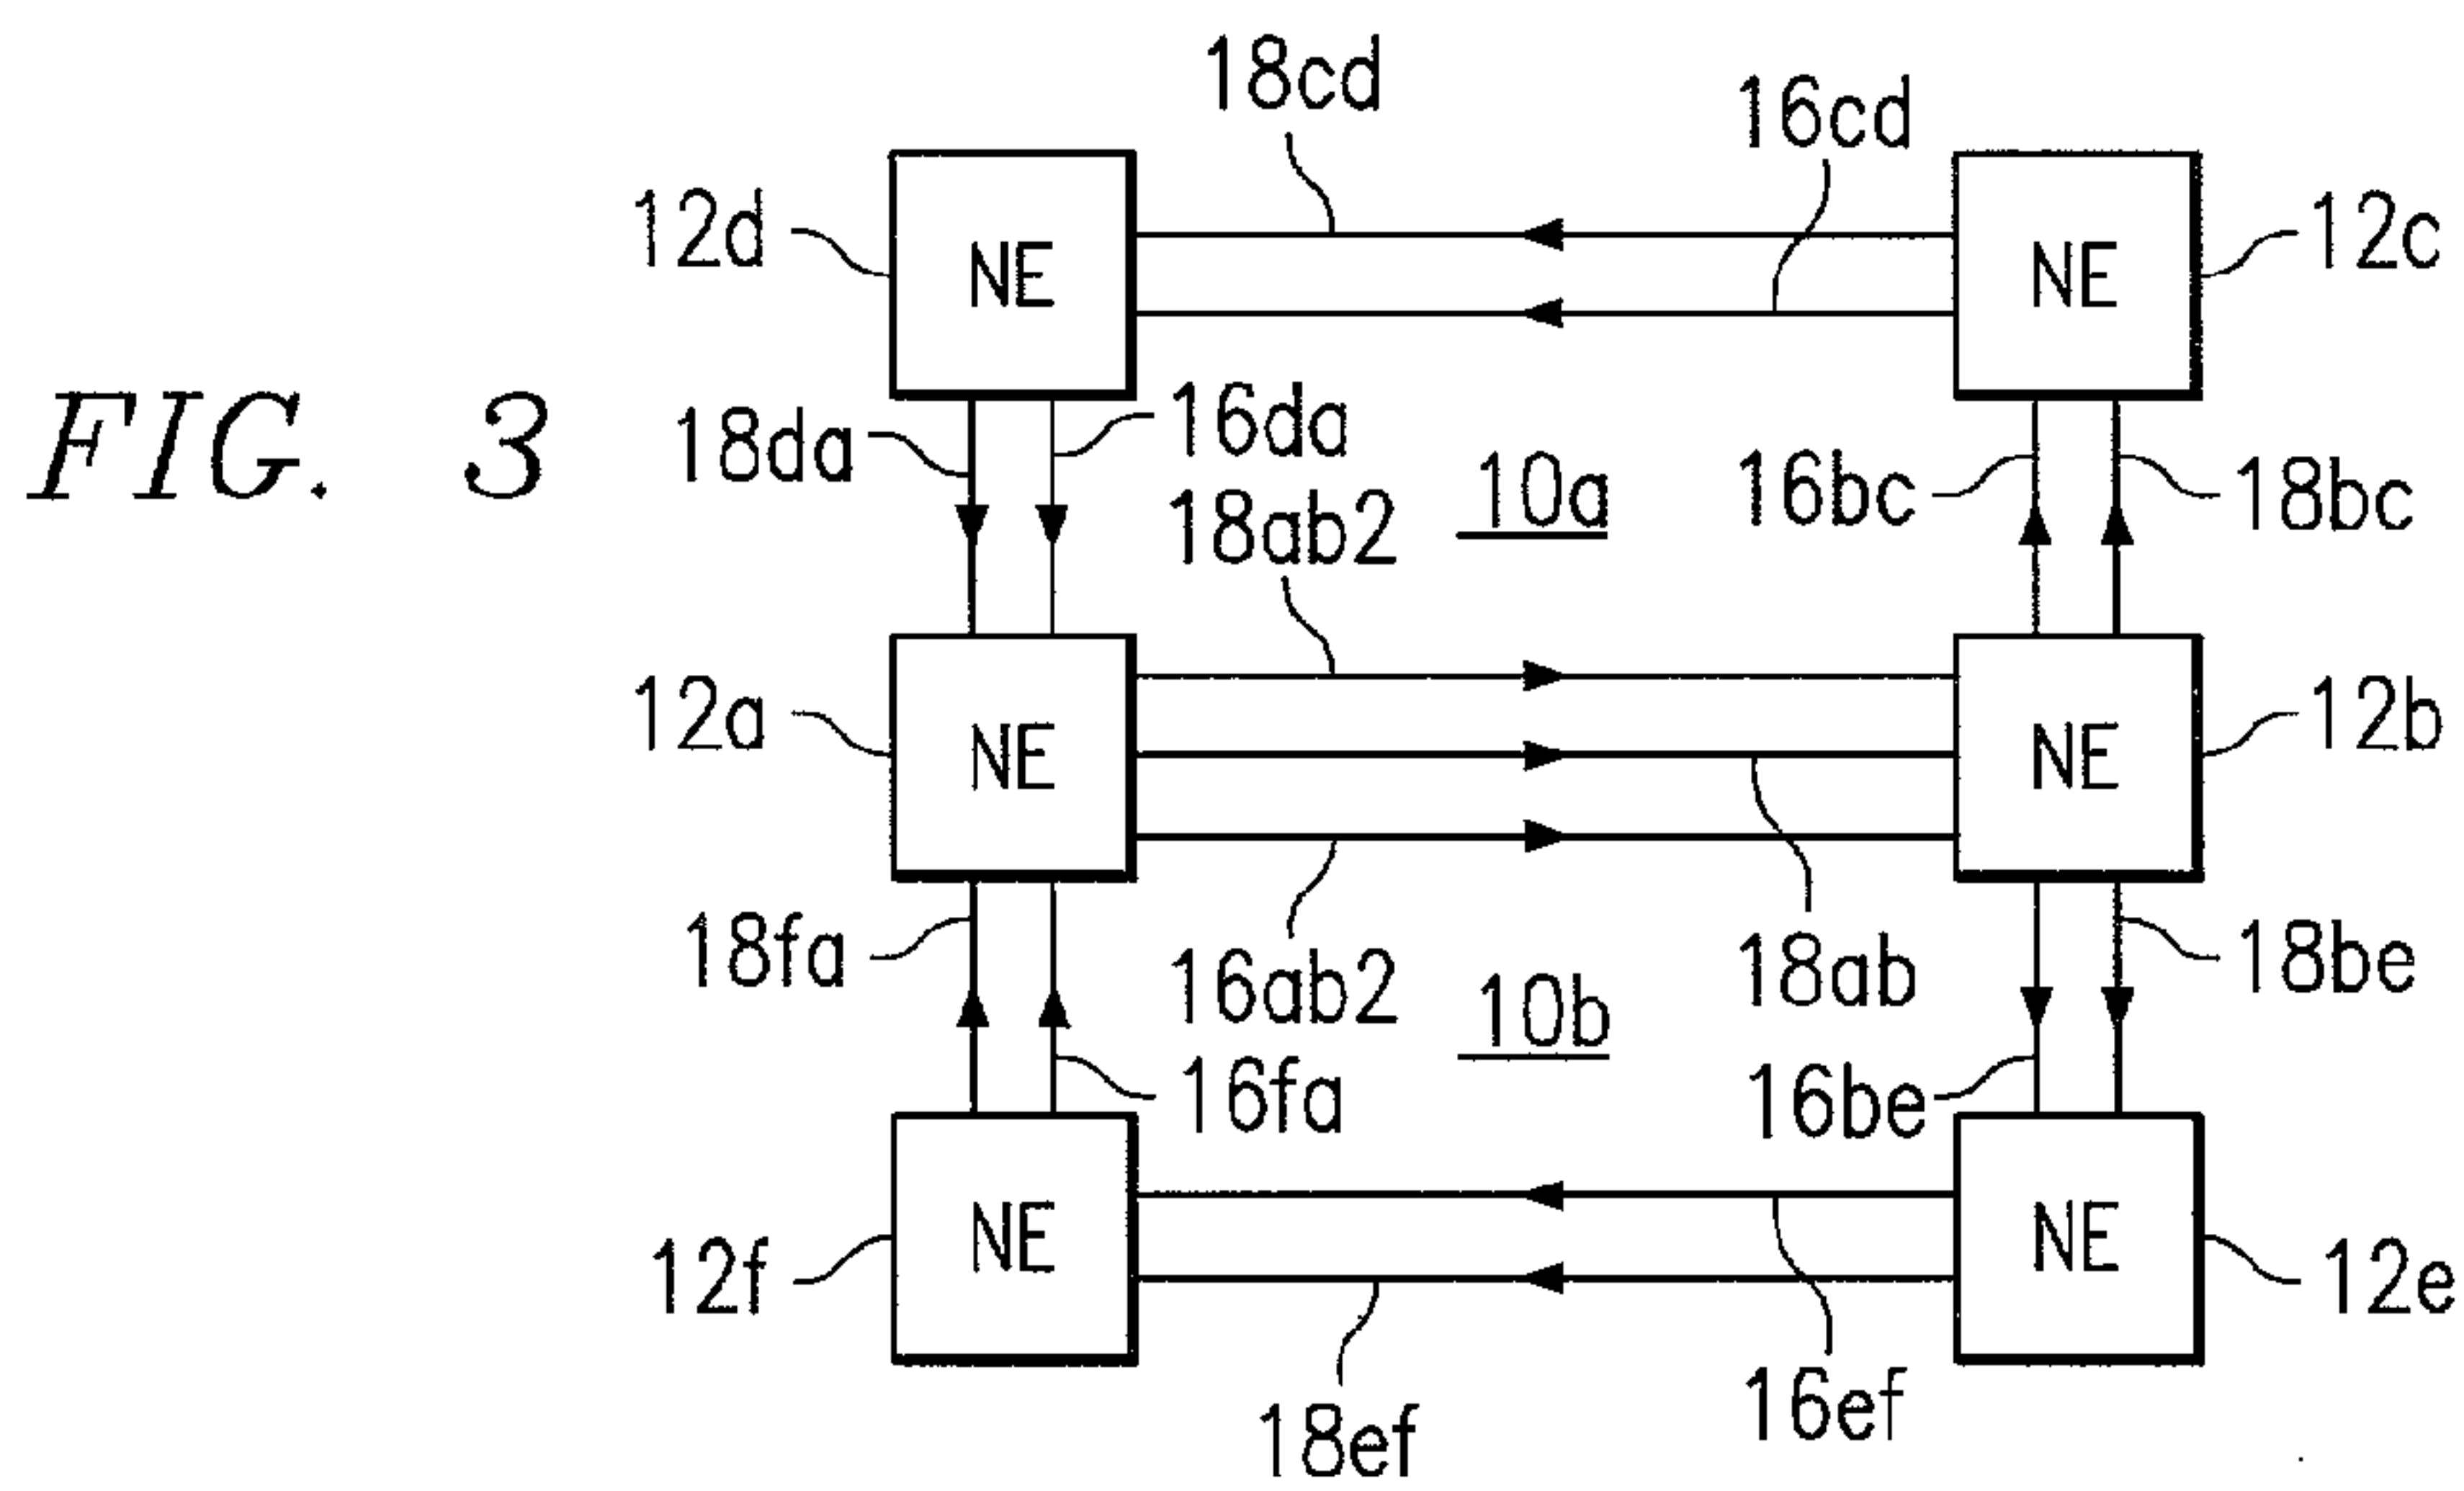 18cd
16cd
12d
NE
NE
12c
FIG. 3
18da
16da
10a
16bc
18bc
18ab2
12a
NE
NE
12b
18fa
16ab2
10b
18ab
18be
16fa
16be
12f
NE
NE
12e
18ef
16ef